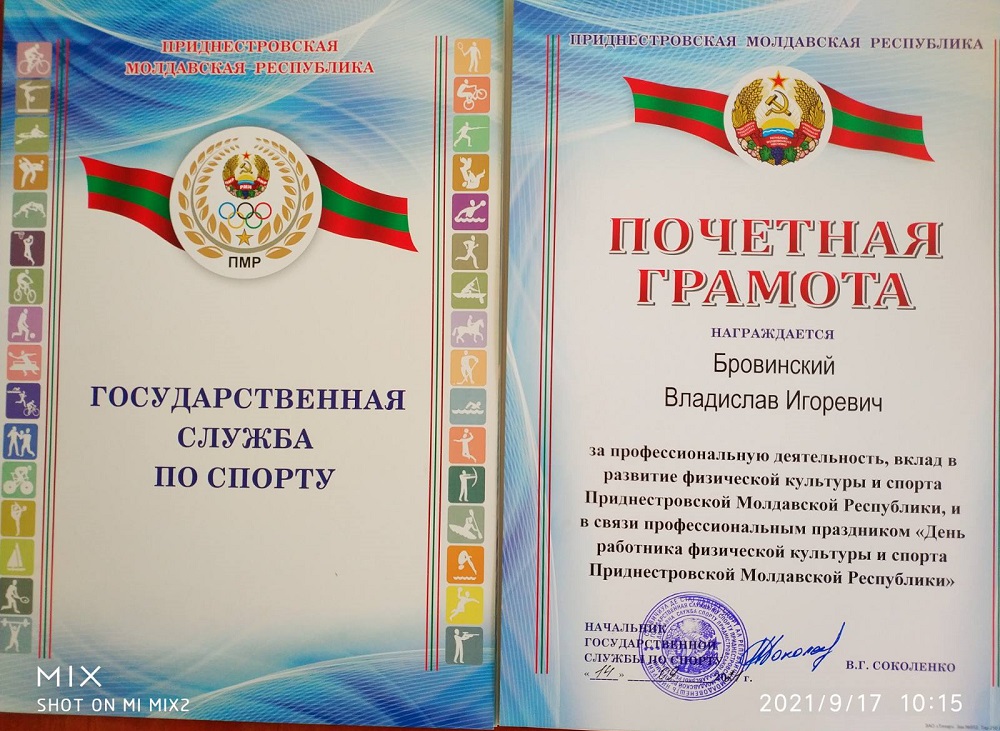 ПРИДНЕСТРОВСКАЯ
МОЛДАВСКАЯ РЕСПУБЛИКА
ПМР
ГОСУДАРСТВЕННАЯ
СЛУЖБА
ПО СПОРТУ
MIX
SHOT ON MI MIX2
ПРИДНЕСТРОВСКАЯ МОЛДАВСКАЯ РЕСПУБЛИКА
ПОЧЕТНАЯ
ГРАМОТА
НАГРАЖДАЕТСЯ
Бровинский
Владислав Игоревич
за профессиональную деятельность, вклад в
развитие физической культуры и спорта
Приднестровской Молдавской Республики, и
в связи профессиональным праздником «День
работника физической культуры и спорта
Приднестровской Молдавской Республики»
НАЧАЛЬНИК
ГОСУДАРСТВЕННОЙ
СЛУЖБЫ ПО СПОРТУ
В.Г. СОКОЛЕНКО
«14» 09 г.
2021/9/17 10:15